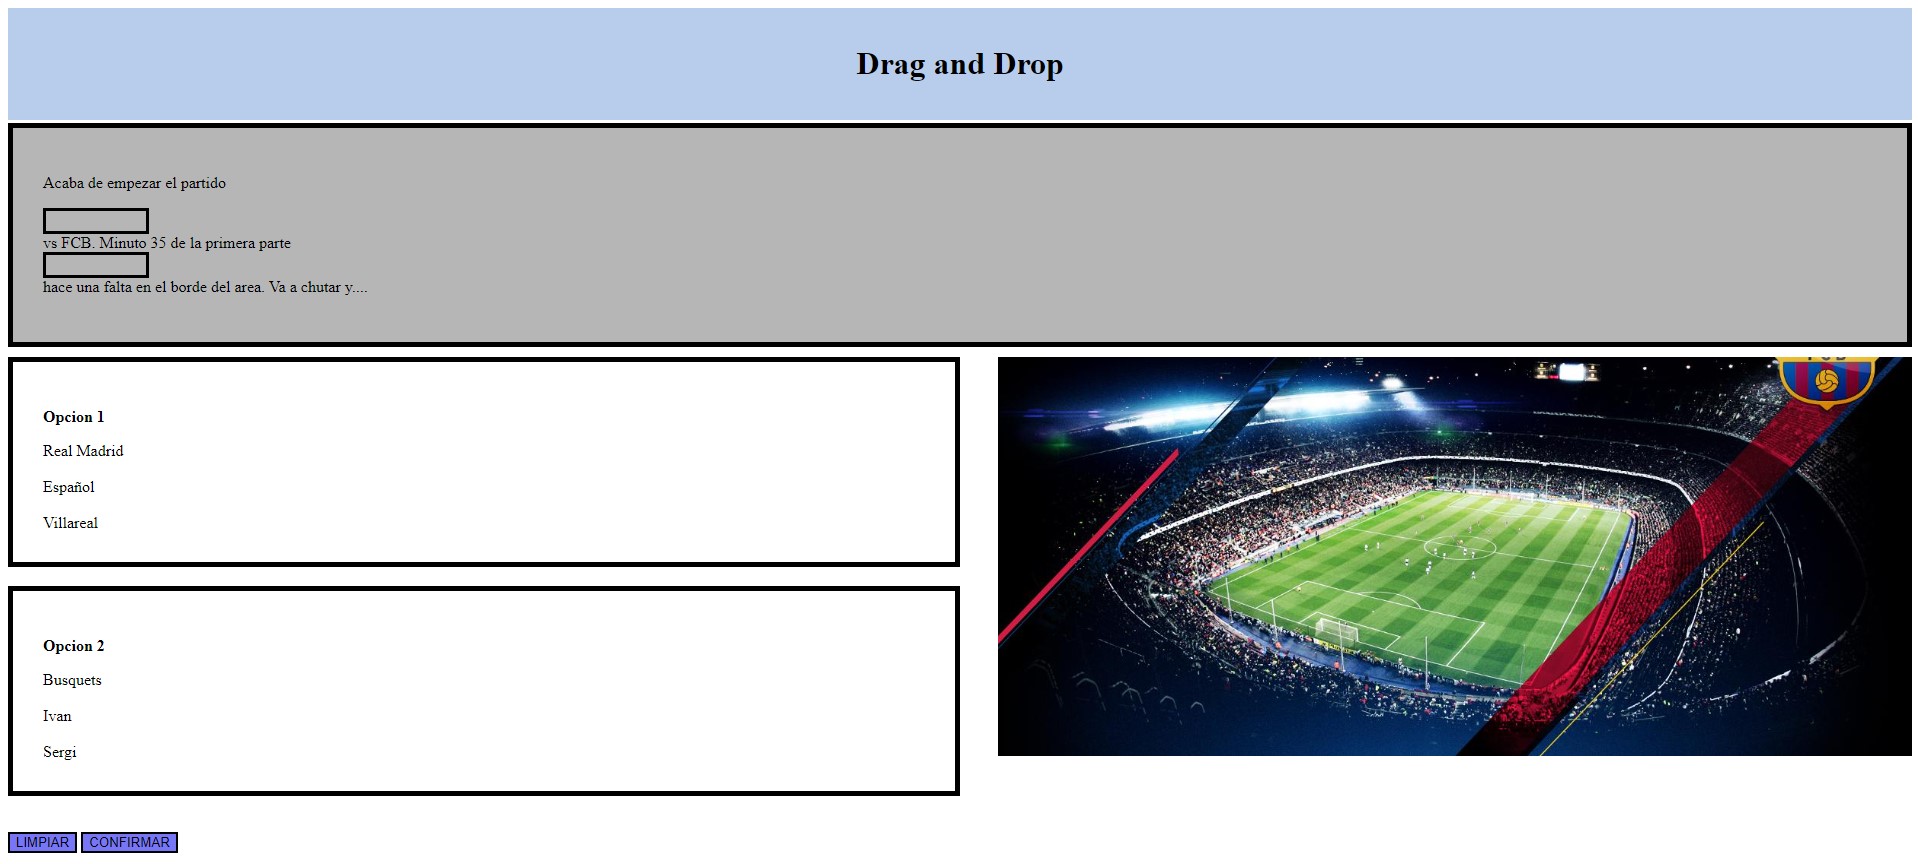 Drag and Drop
Acaba de empezar el partido
vs FCB. Minuto 35 de la primera parte
hace una falta en el borde del area. Va a chutar y....
Opcion 1
Real Madrid
Español
Villareal
Opcion 2
Busquets
Ivan
Sergi
LIMPIAR CONFIRMAR